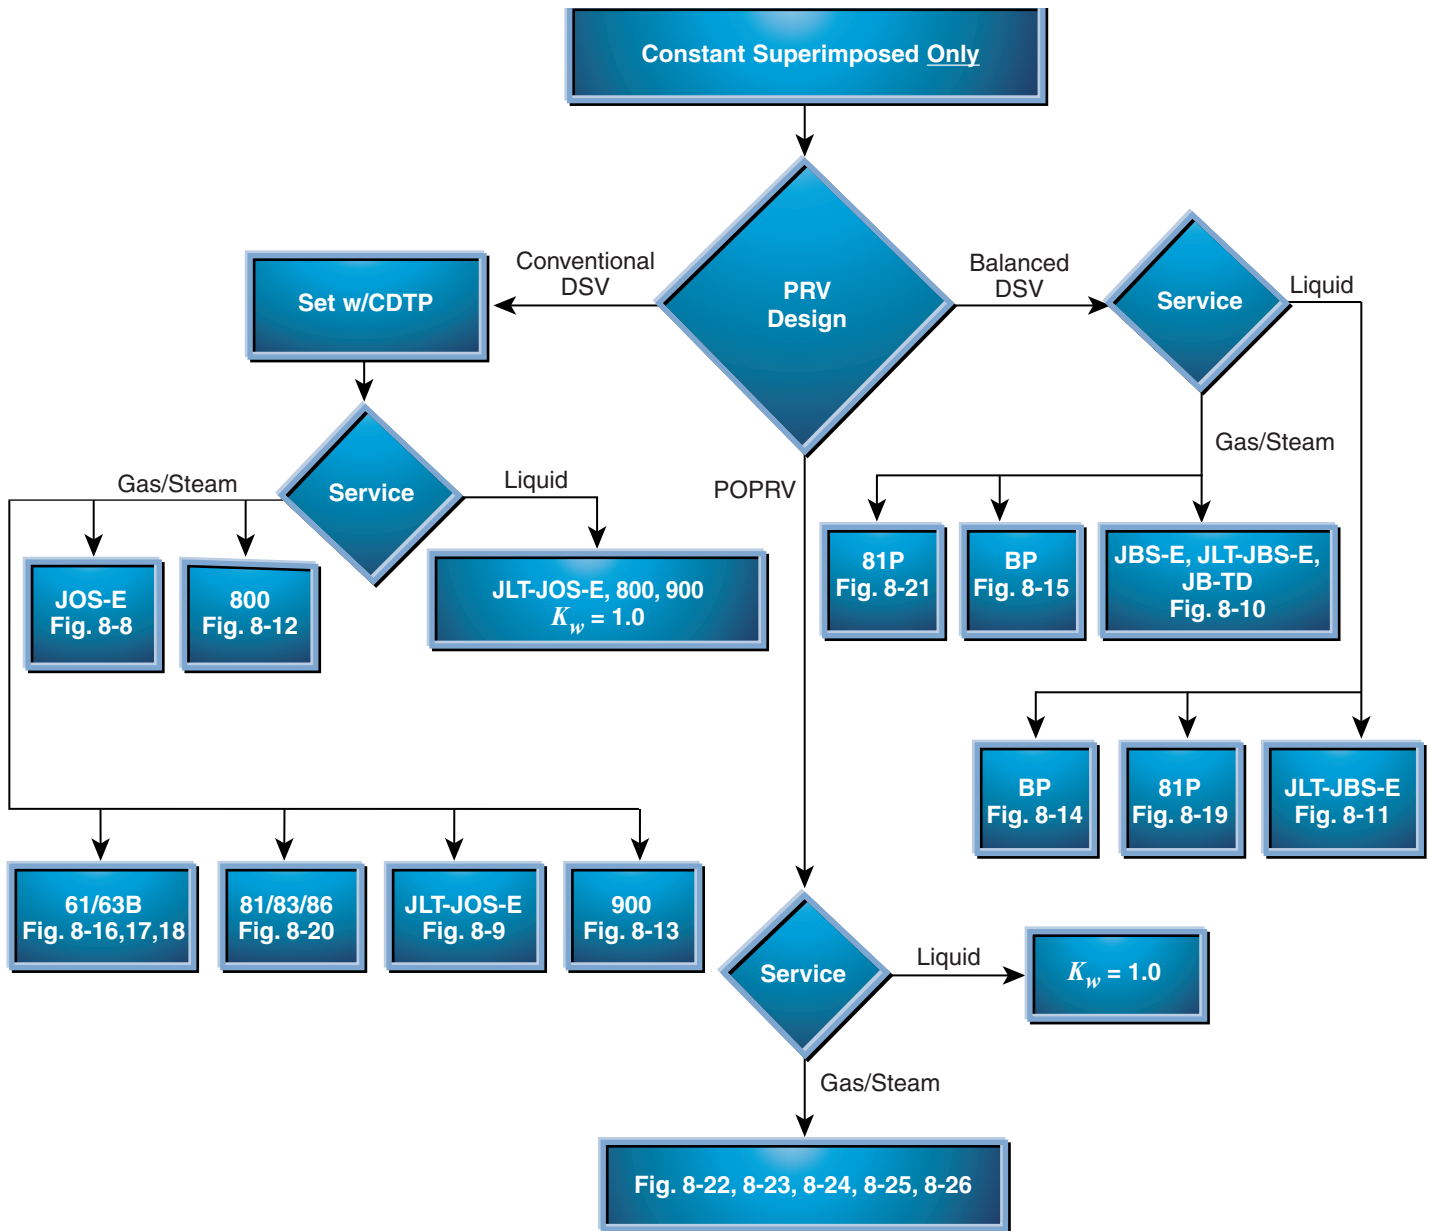 Constant Superimposed Only
PRV
Design
Conventional
DSV
Balanced
DSV
Service
Liquid
Set w/CDTP
Gas/Steam
Service
Liquid
POPRV
Gas/Steam
JOS-E
Fig. 8-8
800
Fig. 8-12
JLT-JOS-E, 800, 900
Kw = 1.0
81P
Fig. 8-21
BP
Fig. 8-15
JBS-E, JLT-JBS-E,
JB-TD
Fig. 8-10
BP
Fig. 8-14
81P
Fig. 8-19
JLT-JBS-E
Fig. 8-11
61/63B
Fig. 8-16,17,18
81/83/86
Fig. 8-20
JLT-JOS-E
Fig. 8-9
900
Fig. 8-13
Service
Liquid
Kw = 1.0
Gas/Steam
Fig. 8-22, 8-23, 8-24, 8-25, 8-26